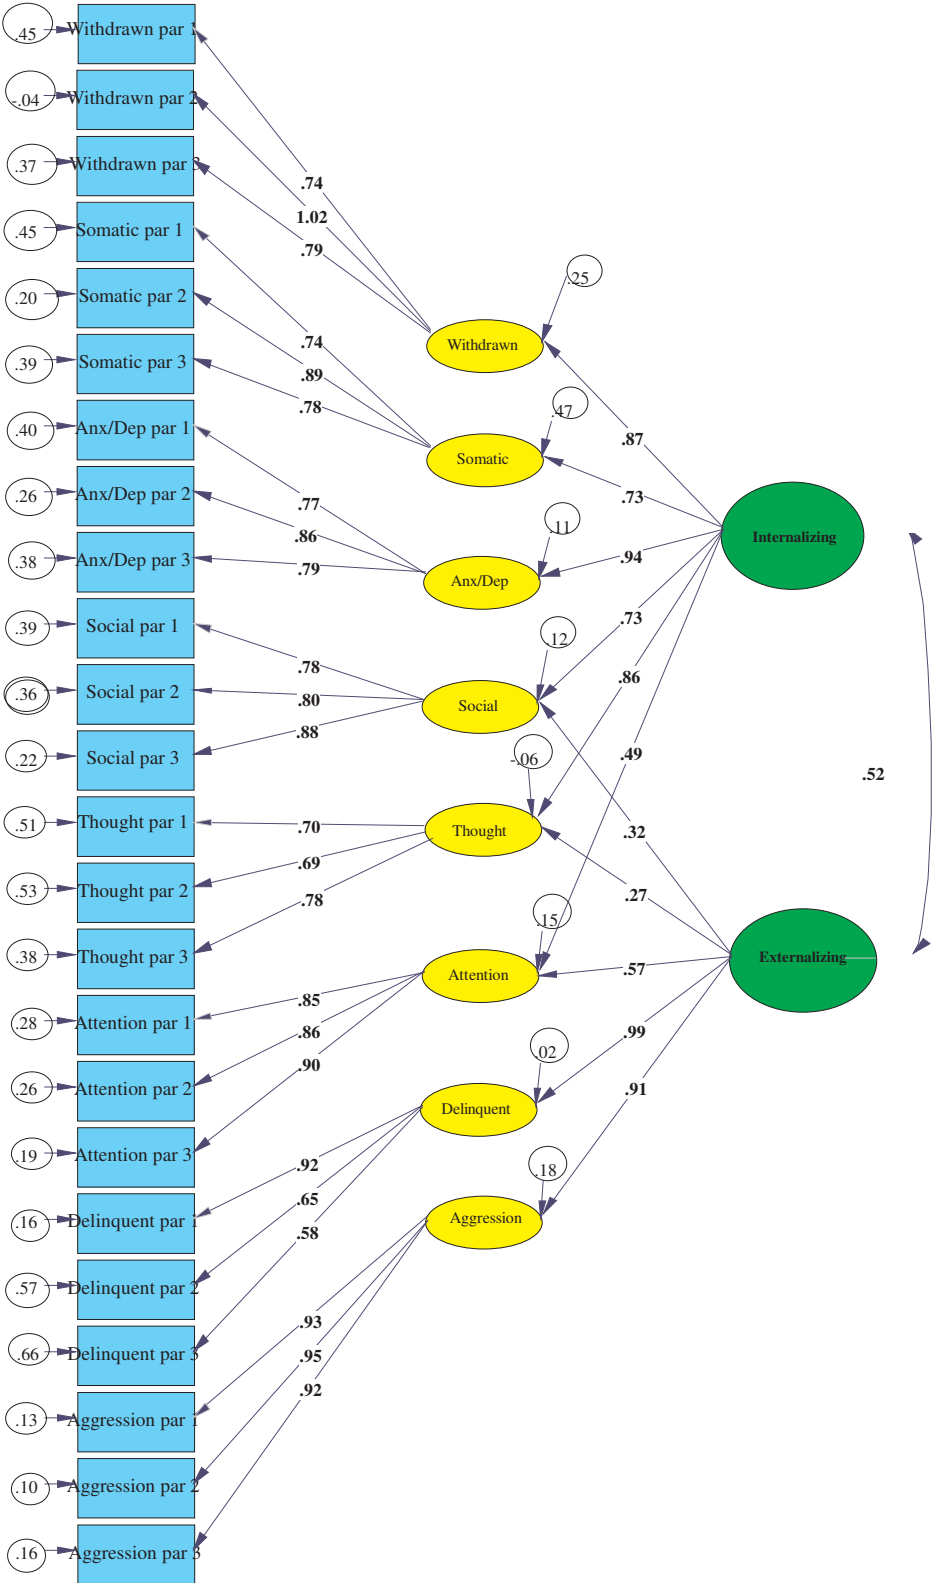 .45 Withdrawn par 1
-.04 Withdrawn par 2
.37 Withdrawn par 3
.45 Somatic par 1
.20 Somatic par 2
.39 Somatic par 3
.40 Anx/Dep par 1
.26 Anx/Dep par 2
.38 Anx/Dep par 3
.39 Social par 1
.36 Social par 2
.22 Social par 3
.51 Thought par 1
.53 Thought par 2
.38 Thought par 3
.28 Attention par 1
.26 Attention par 2
.19 Attention par 3
.16 Delinquent par 1
.57 Delinquent par 2
.66 Delinquent par 3
.13 Aggression par 1
.10 Aggression par 2
.16 Aggression par 3
.74
1.02
.79
.74
.89
.78
.77
.86
.79
.78
.80
.88
.70
.69
.78
.85
.86
.90
.92
.65
.58
.93
.95
.92
.25
Withdrawn
.47
Somatic
.11
Anx/Dep
.12
Social
-.06
Thought
.15
Attention
.02
Delinquent
.18
Aggression
.87
.73
.94
.73
.86
.49
.32
.27
.57
.99
.91
Internalizing
Externalizing
.52